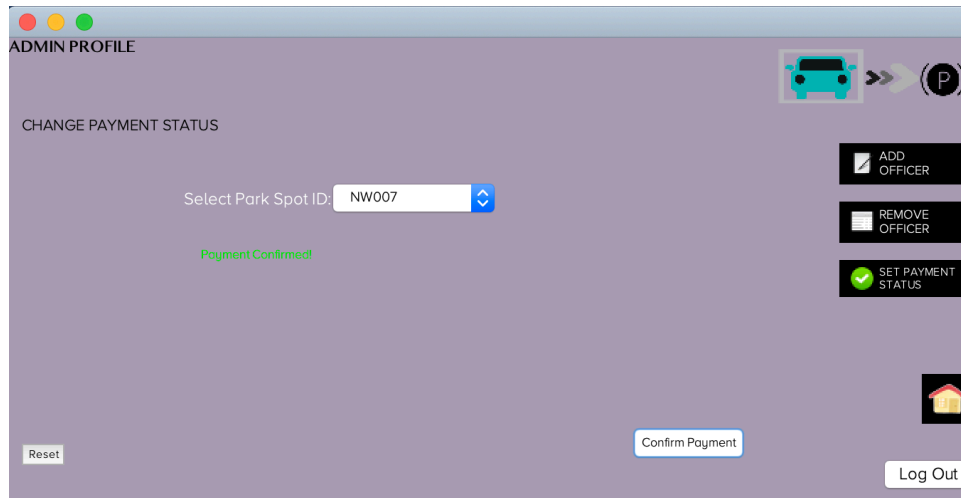 ADMIN PROFILE
P
CHANGE PAYMENT STATUS
ADD
OFFICER
Select Park Spot ID: NW007
REMOVE
OFFICER
Payment Confirmed!
SET PAYMENT
STATUS
Confirm Payment
Reset
Log Out